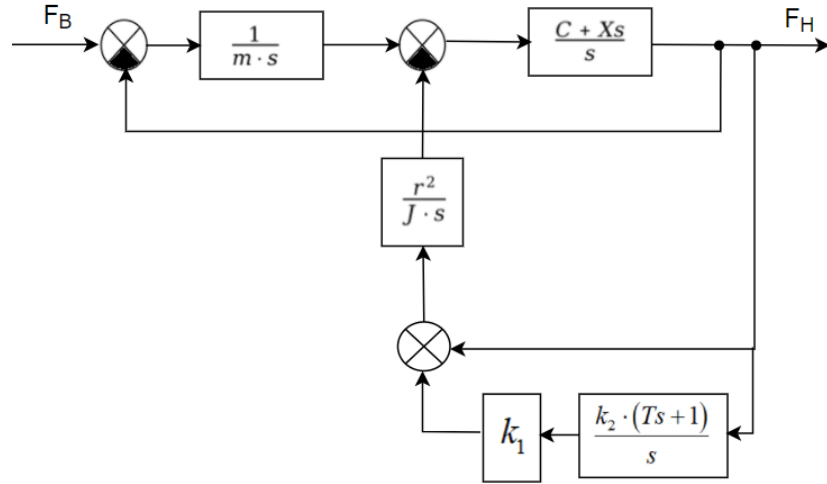 F_B
1
m · s
C + Xs
s
F_H
r²
J · s
k₁
k₂ · (Ts + 1)
s